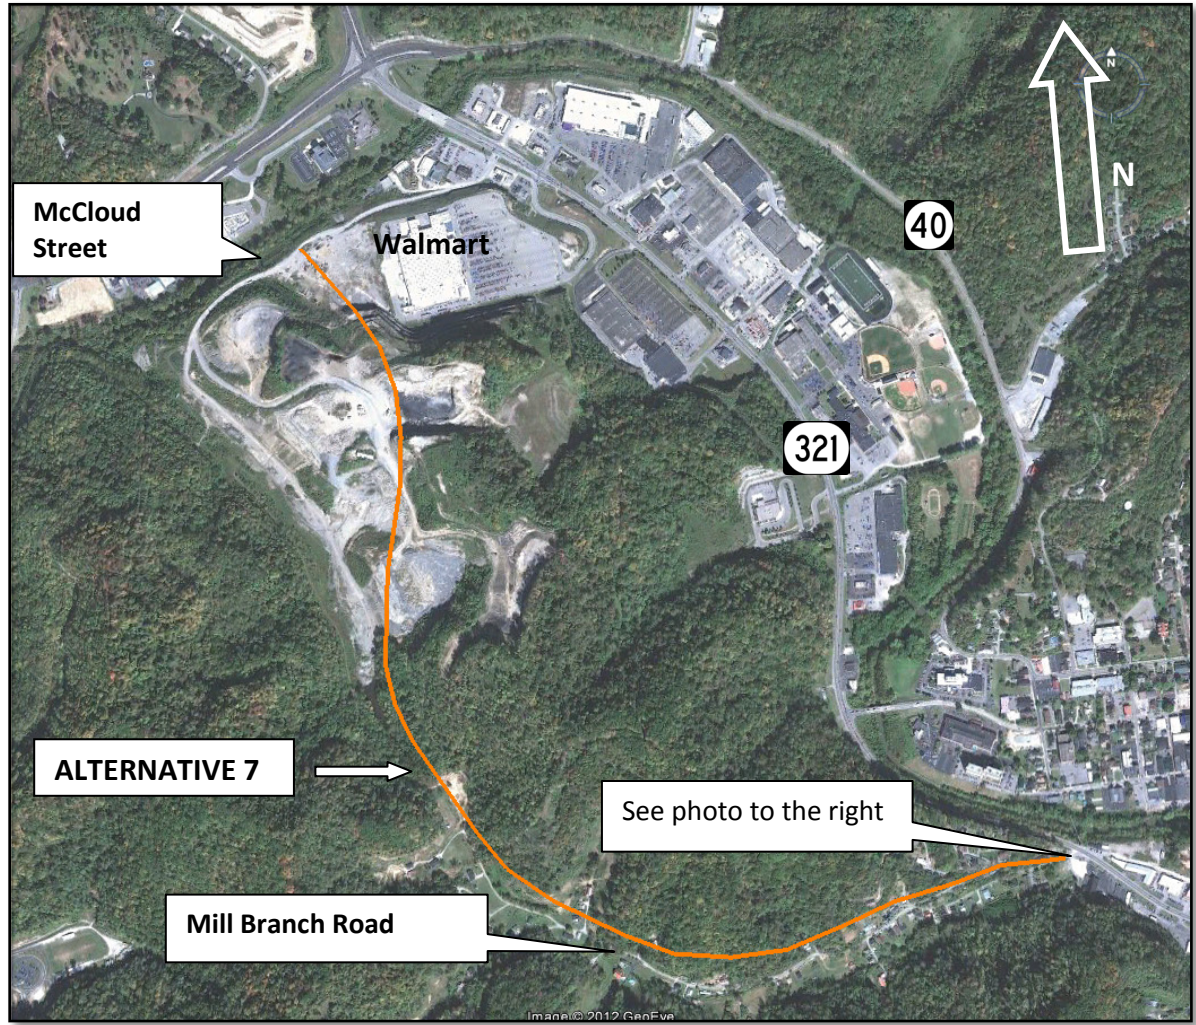 N
N
40
McCloud
Street
Walmart
321
ALTERNATIVE 7
See photo to the right
Mill Branch Road
Image © 2012 GeoEye